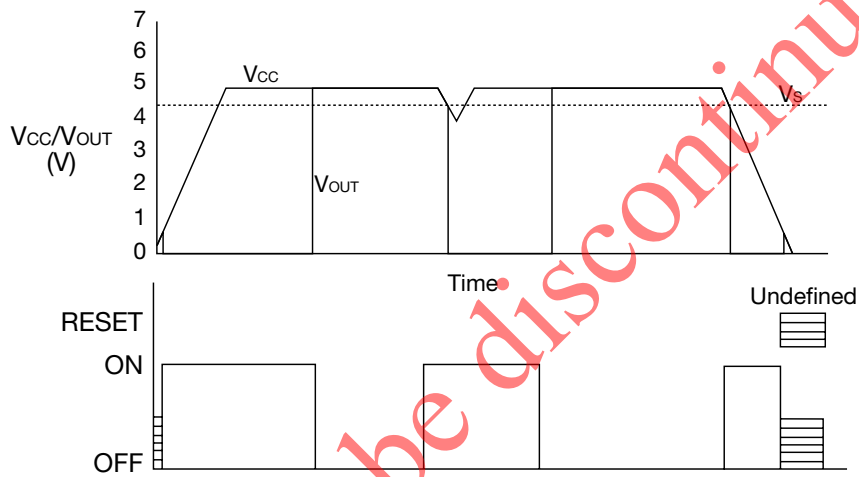 7
6
5
4
3
2
1
0
VCC/VOUT
(V)
VCC
VS
VOUT
Time
Undefined
RESET
ON
OFF
be discontinu